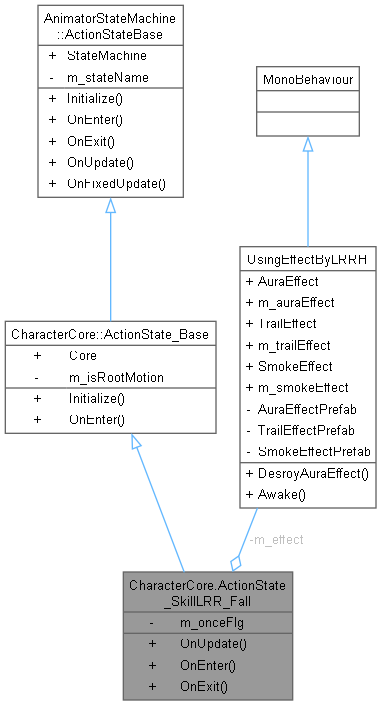 AnimatorStateMachine
::ActionStateBase
+ StateMachine
- m_stateName
+ Initialize()
+ OnEnter()
+ OnExit()
+ OnUpdate()
+ OnFixedUpdate()
MonoBehaviour
CharacterCore::ActionState_Base
+ Core
- m_isRootMotion
+ Initialize()
+ OnEnter()
UsingEffectByLRRH
+ AuraEffect
+ m_auraEffect
+ TrailEffect
+ m_trailEffect
+ SmokeEffect
+ m_smokeEffect
- AuraEffectPrefab
- TrailEffectPrefab
- SmokeEffectPrefab
+ DesroyAuraEffect()
+ Awake()
-m_effect
CharacterCore.ActionState
_SkillLRR_Fall
- m_onceFlg
+ OnUpdate()
+ OnEnter()
+ OnExit()